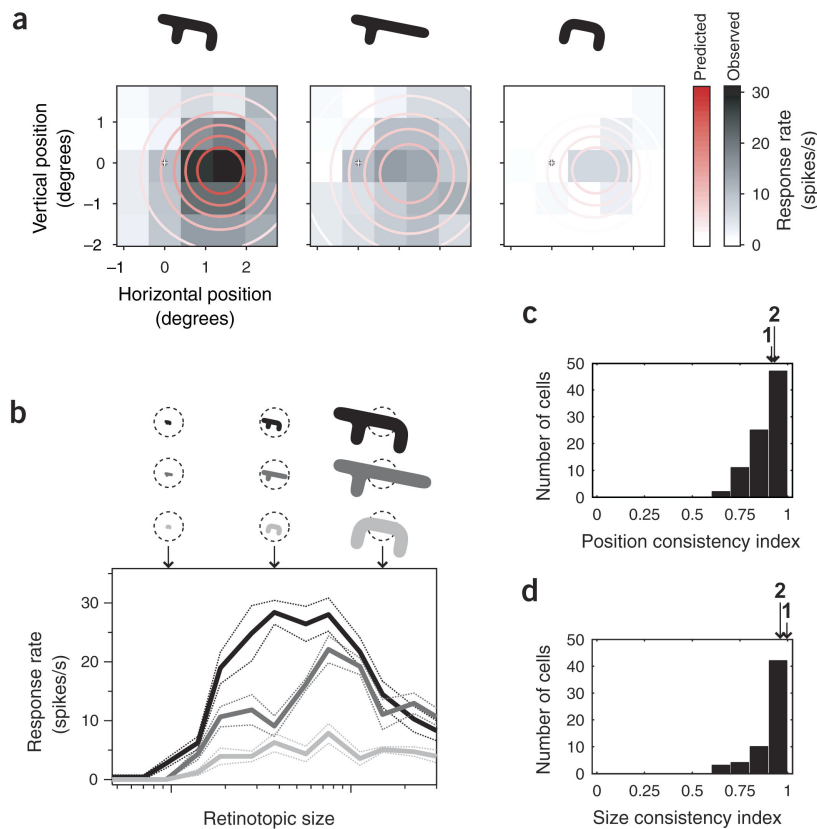 a
Predicted
Observed
1
0
−1
−2
Vertical position
(degrees)
−1 0 1 2
Horizontal position
(degrees)
30
20
10
0
Response rate
(spikes/s)
b
30
20
10
0
Response rate
(spikes/s)
Retinotopic size
c
2
1
50
40
30
20
10
0
Number of cells
0 0.25 0.5 0.75 1
Position consistency index
d
2
1
50
40
30
20
10
0
Number of cells
0 0.25 0.5 0.75 1
Size consistency index